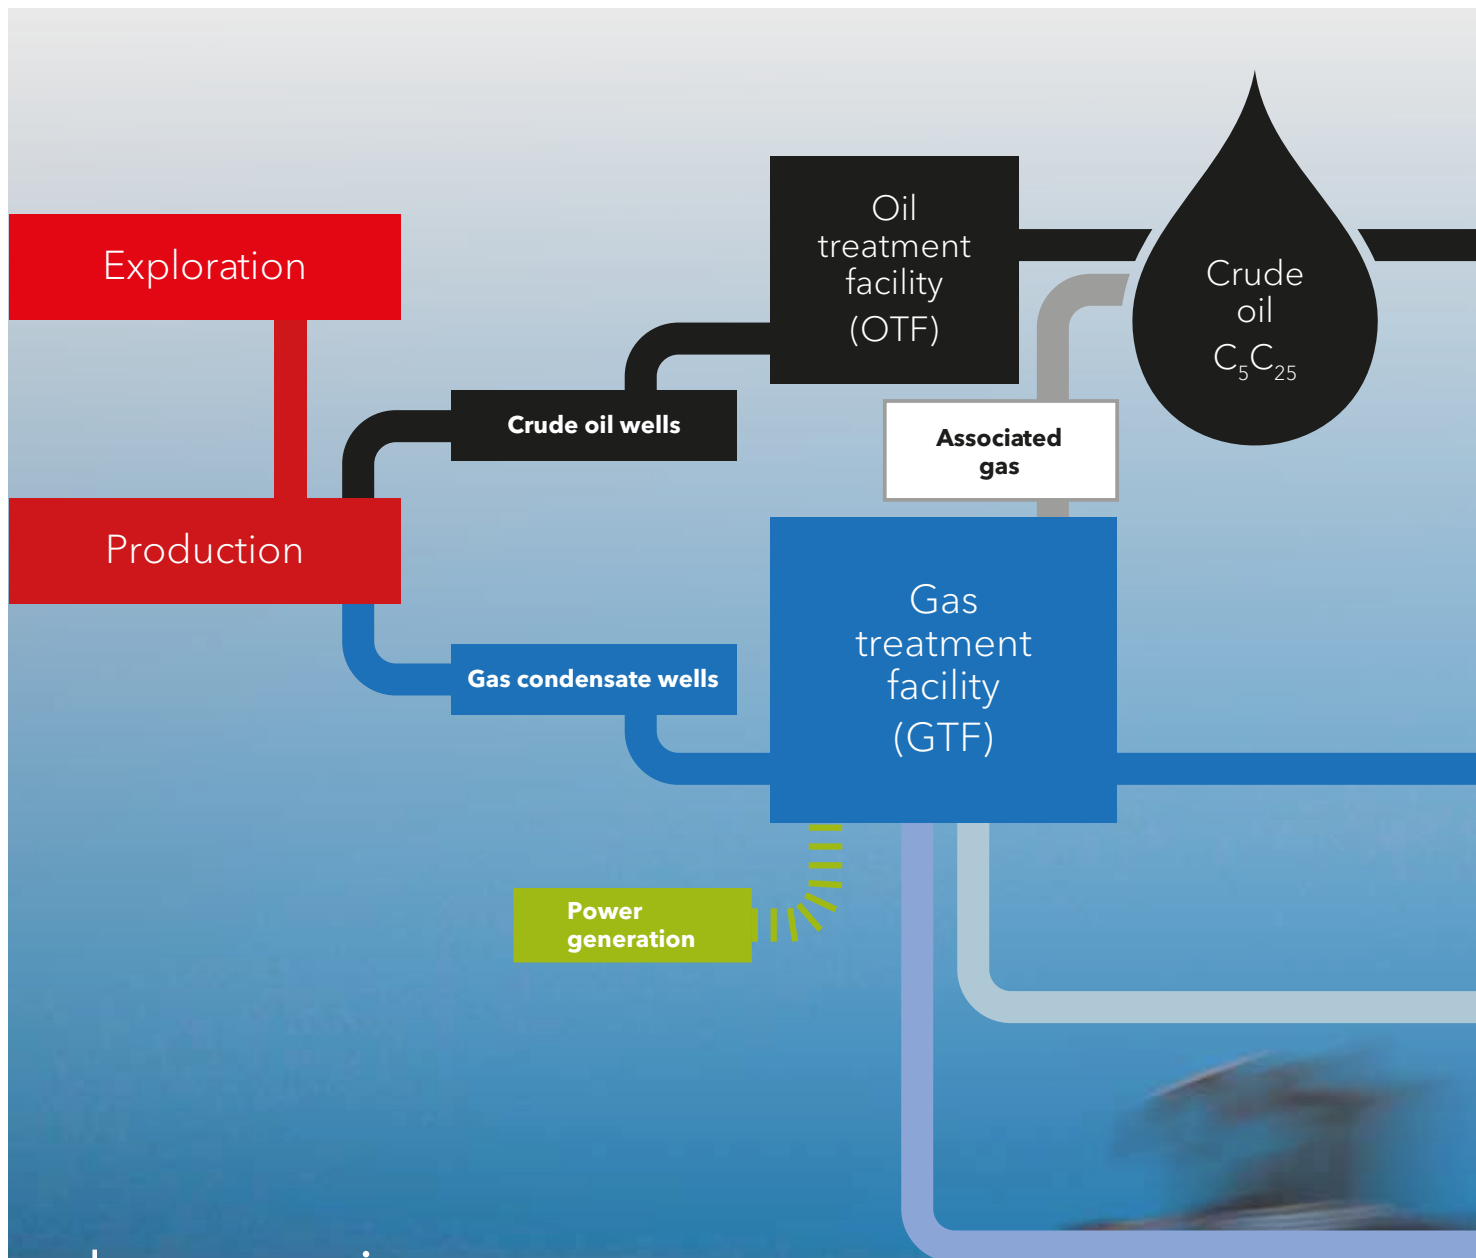 Exploration
Production
Crude oil wells
Gas condensate wells
Oil
treatment
facility
(OTF)
Crude
oil
C₅C₂₅
Associated
gas
Gas
treatment
facility
(GTF)
Power
generation